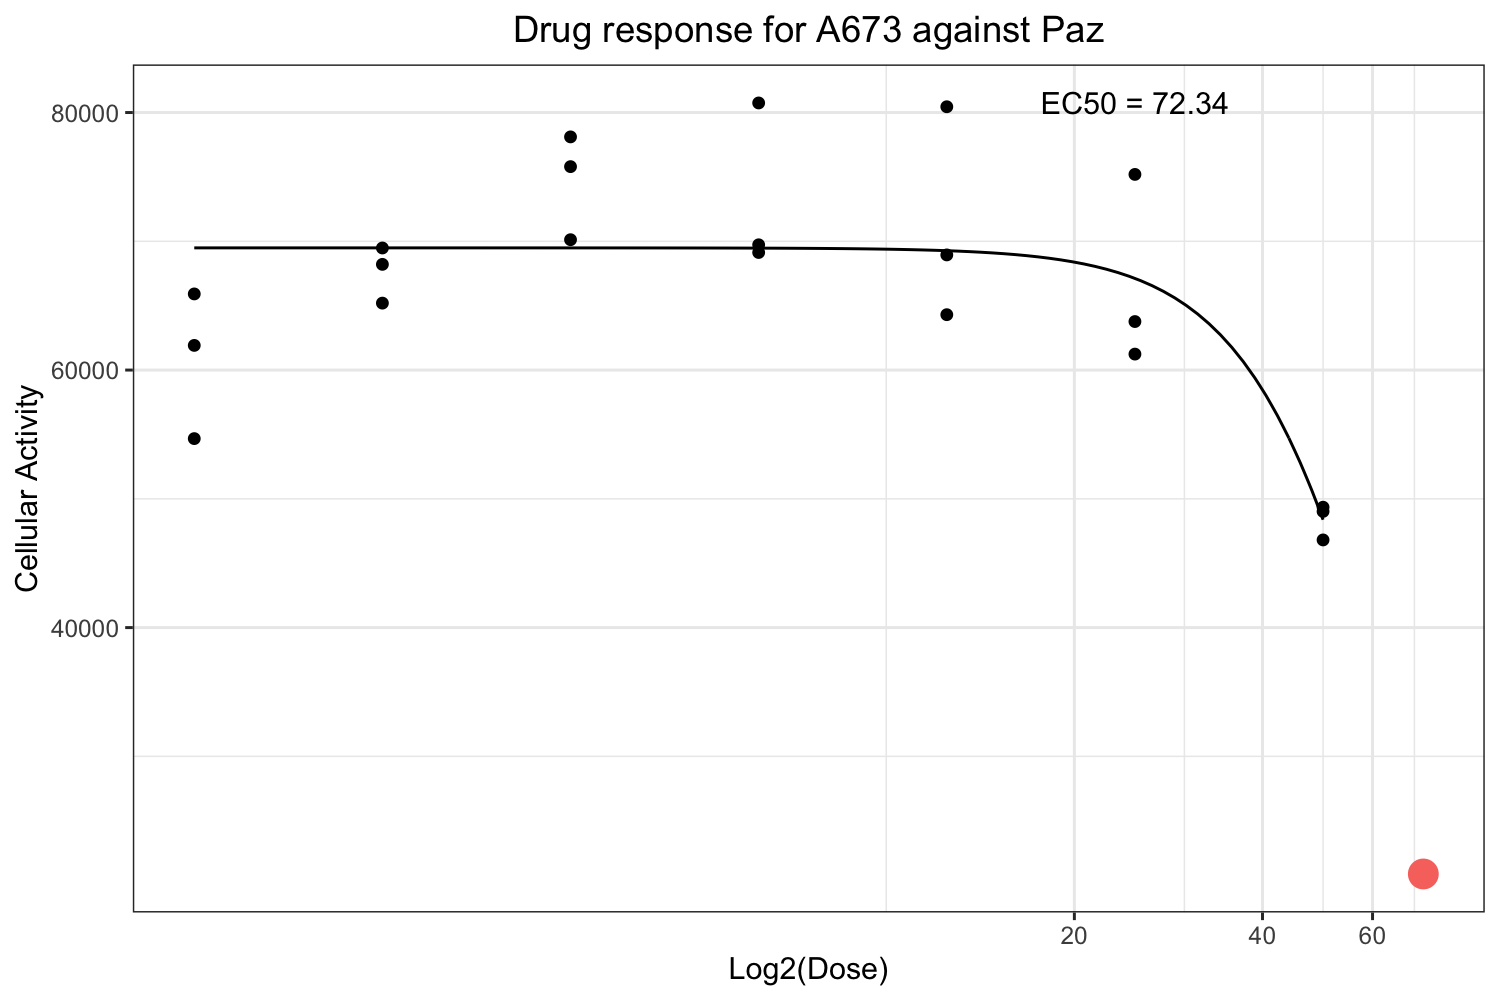 Drug response for A673 against Paz
EC50 = 72.34
80000
60000
40000
Cellular Activity
20
40
60
Log2(Dose)